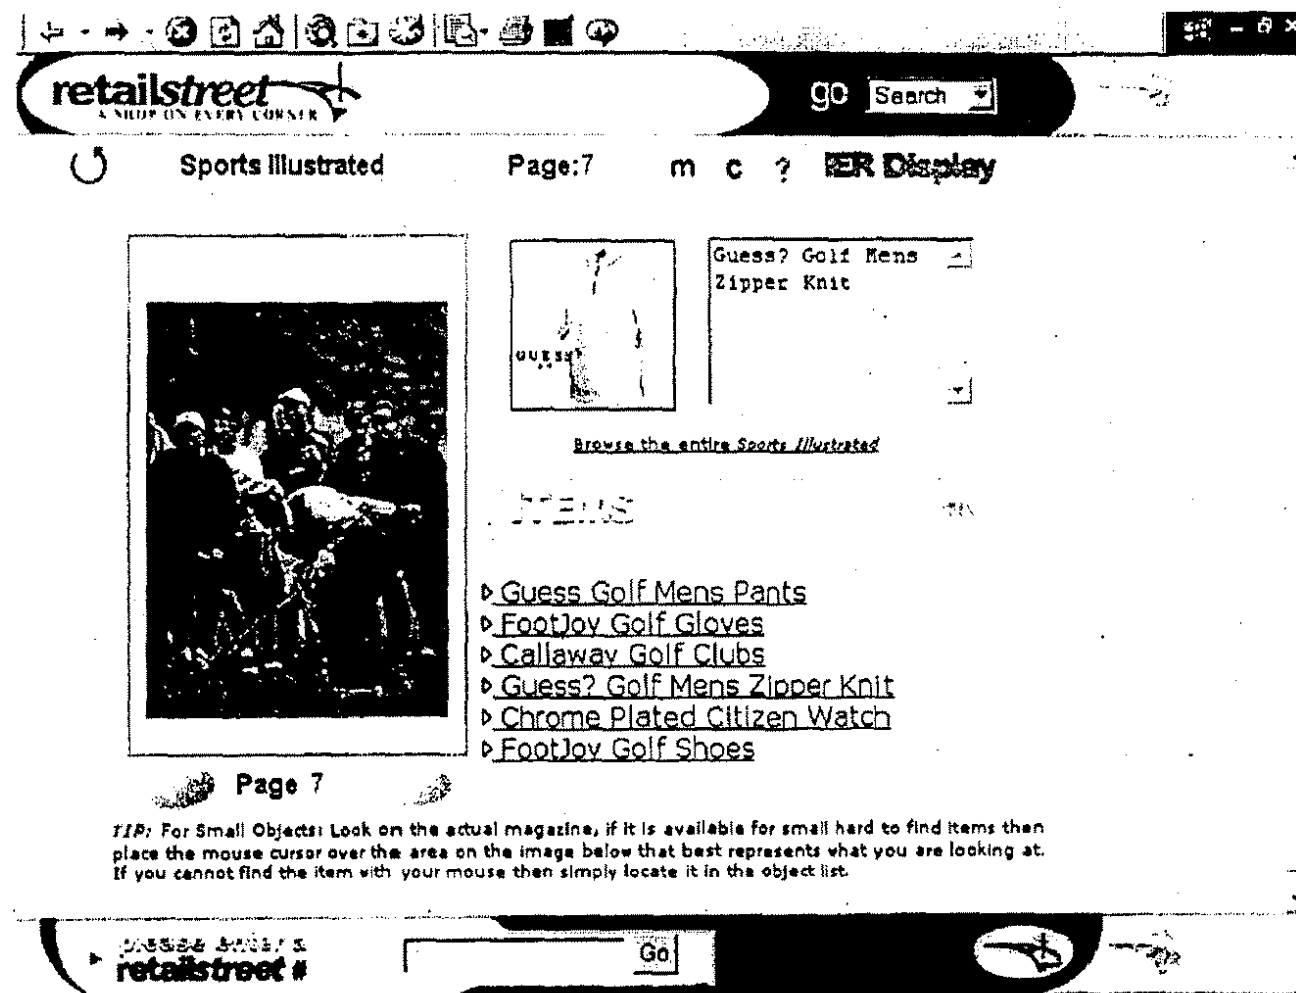 retailstreet
A SHOP ON EVERY CORNER
go Search
Sports Illustrated Page:7 m c ? Display
GUESS
Guess? Golf Mens
Zipper Knit
Browse the entire Sports Illustrated
ITEMS
Guess Golf Mens Pants
FootJoy Golf Gloves
Callaway Golf Clubs
Guess? Golf Mens Zipper Knit
Chrome Plated Citizen Watch
FootJoy Golf Shoes
Page 7
TIP: For Small Objects: Look on the actual magazine, if it is available for small hard to find items then
place the mouse cursor over the area on the image below that best represents what you are looking at.
If you cannot find the item with your mouse then simply locate it in the object list.
please enter a
retailstreet #
Go